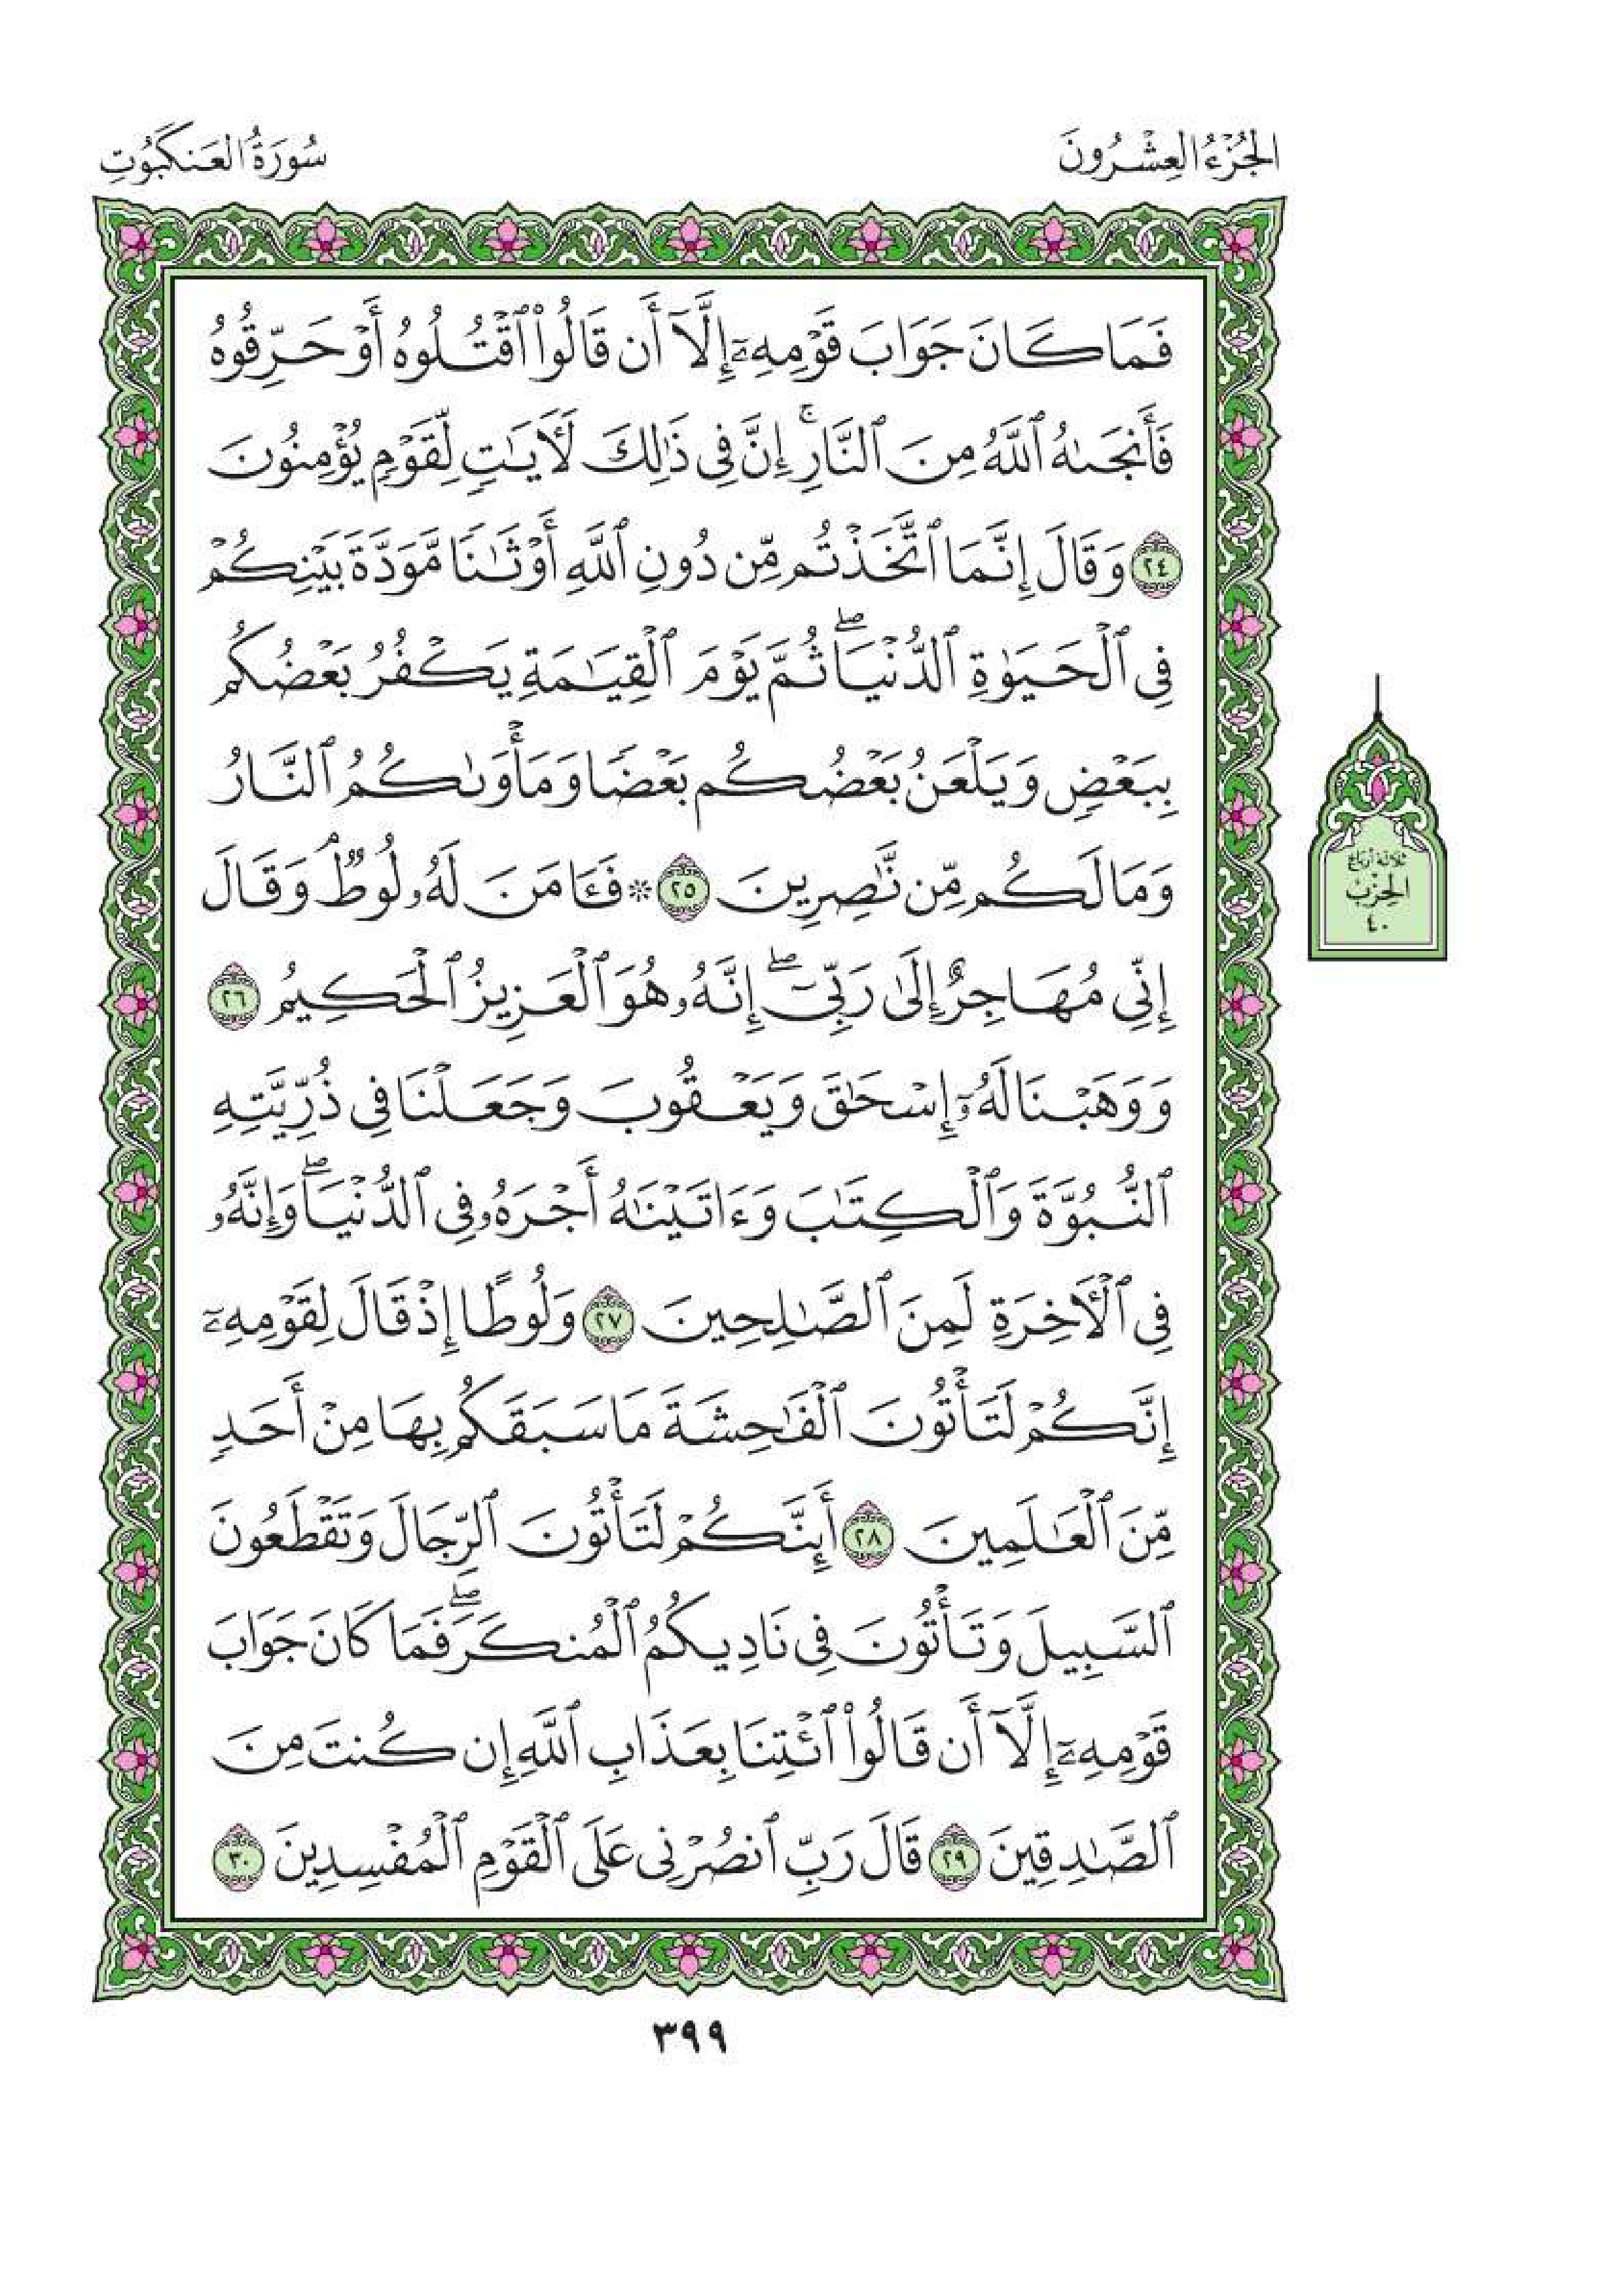 الجُزْءُ العِشْرُونَ
سُورَةُ العَنكَبُوتِ
فَمَا كَانَ جَوَابَ قَوْمِهِۦٓ إِلَّآ أَن قَالُوا۟ ٱقْتُلُوهُ أَوْ حَرِّقُوهُ
فَأَنجَىٰهُ ٱللَّهُ مِنَ ٱلنَّارِ ۚ إِنَّ فِى ذَٰلِكَ لَـَٔايَـٰتٍ لِّقَوْمٍ يُؤْمِنُونَ
٢٤ وَقَالَ إِنَّمَا ٱتَّخَذْتُم مِّن دُونِ ٱللَّهِ أَوْثَـٰنًا مَّوَدَّةَ بَيْنِكُمْ
فِى ٱلْحَيَوٰةِ ٱلدُّنْيَا ۖ ثُمَّ يَوْمَ ٱلْقِيَـٰمَةِ يَكْفُرُ بَعْضُكُم
بِبَعْضٍ وَيَلْعَنُ بَعْضُكُم بَعْضًا وَمَأْوَىٰكُمُ ٱلنَّارُ
وَمَا لَكُم مِّن نَّـٰصِرِينَ ٢٥ ۞ فَـَٔامَنَ لَهُۥ لُوطٌ ۘ وَقَالَ
إِنِّى مُهَاجِرٌ إِلَىٰ رَبِّىٓ ۖ إِنَّهُۥ هُوَ ٱلْعَزِيزُ ٱلْحَكِيمُ ٢٦
وَوَهَبْنَا لَهُۥٓ إِسْحَـٰقَ وَيَعْقُوبَ وَجَعَلْنَا فِى ذُرِّيَّتِهِ
ٱلنُّبُوَّةَ وَٱلْكِتَـٰبَ وَءَاتَيْنَـٰهُ أَجْرَهُۥ فِى ٱلدُّنْيَا ۖ وَإِنَّهُۥ
فِى ٱلْـَٔاخِرَةِ لَمِنَ ٱلصَّـٰلِحِينَ ٢٧ وَلُوطًا إِذْ قَالَ لِقَوْمِهِۦٓ
إِنَّكُمْ لَتَأْتُونَ ٱلْفَـٰحِشَةَ مَا سَبَقَكُم بِهَا مِنْ أَحَدٍ
مِّنَ ٱلْعَـٰلَمِينَ ٢٨ أَئِنَّكُمْ لَتَأْتُونَ ٱلرِّجَالَ وَتَقْطَعُونَ
ٱلسَّبِيلَ وَتَأْتُونَ فِى نَادِيكُمُ ٱلْمُنكَرَ ۖ فَمَا كَانَ جَوَابَ
قَوْمِهِۦٓ إِلَّآ أَن قَالُوا۟ ٱئْتِنَا بِعَذَابِ ٱللَّهِ إِن كُنتَ مِنَ
ٱلصَّـٰدِقِينَ ٢٩ قَالَ رَبِّ ٱنصُرْنِى عَلَى ٱلْقَوْمِ ٱلْمُفْسِدِينَ ٣٠
ثلاثة أرباع
الحِزْب
٤٠
٣٩٩